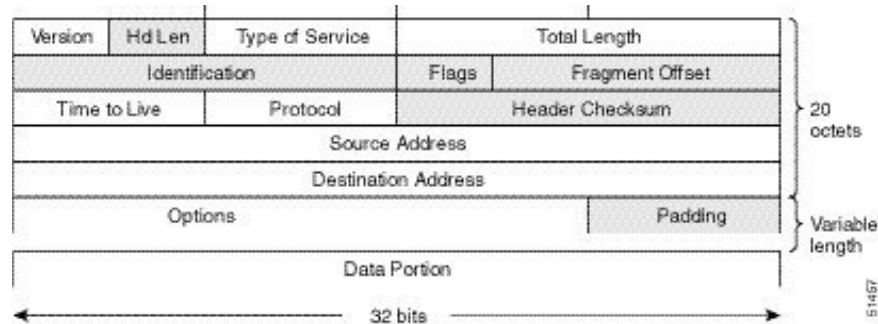 Version Hd Len Type of Service Total Length
Identification Flags Fragment Offset
Time to Live Protocol Header Checksum
20 octets
Source Address
Destination Address
Options Padding
Variable length
Data Portion
32 bits
51457